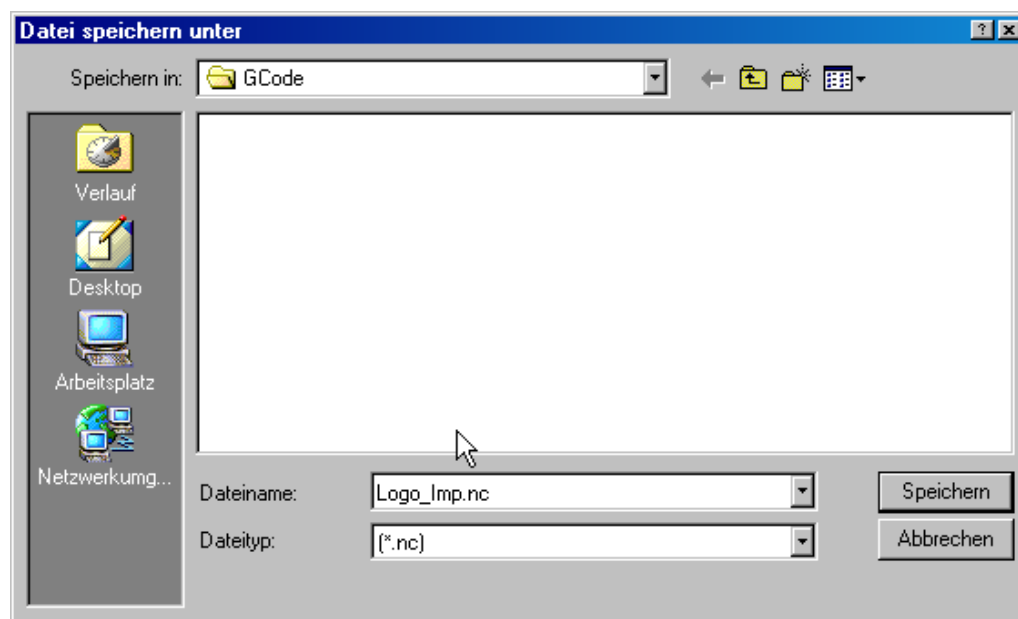 Datei speichern unter
Speichern in: GCode
Verlauf
Desktop
Arbeitsplatz
Netzwerkumg...
Dateiname: Logo_Imp.nc Speichern
Dateityp: (*.nc) Abbrechen